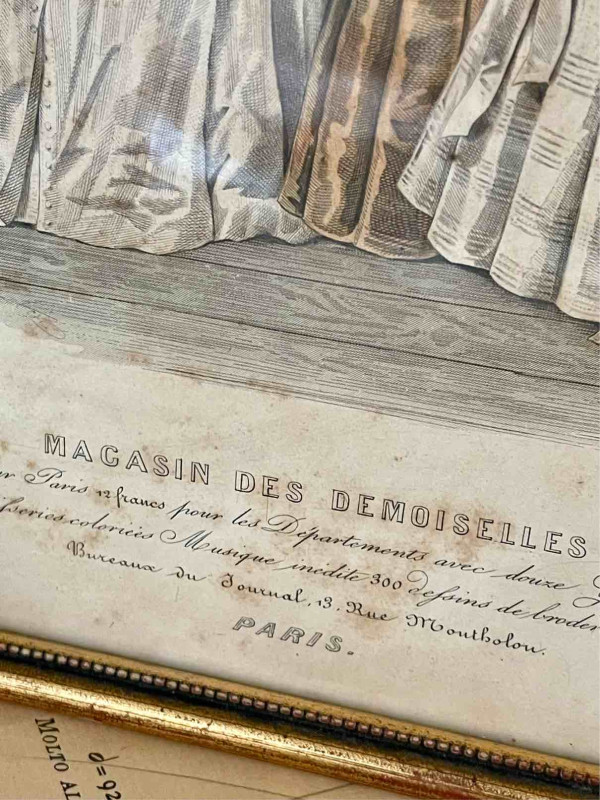 MAGASIN DES DEMOISELLES
Paris 12 francs pour les Départements avec douze
coloriées Musique inédite 300 dessins de broder
Bureaux du Journal, 13, Rue Montholon.
PARIS.
d=92
MOLTO AL